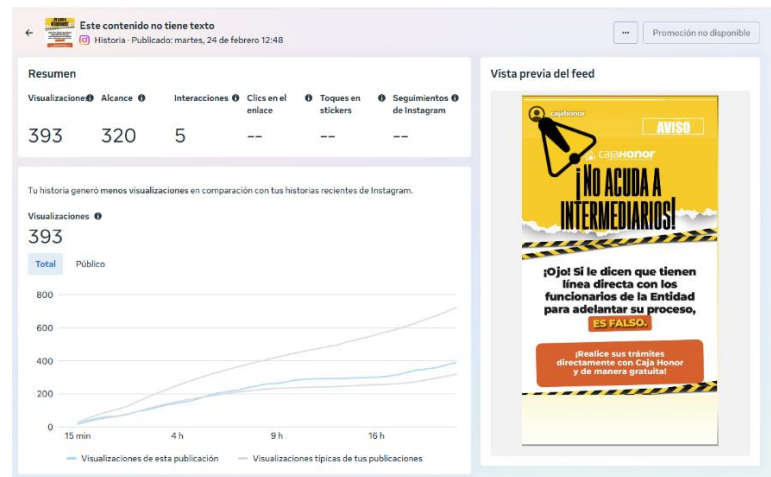 Este contenido no tiene texto
Historia · Publicado: martes, 24 de febrero 12:48
···
Promoción no disponible
Resumen
Visualizaciones
Alcance
Interacciones
Clics en el enlace
Toques en stickers
Seguimientos de Instagram
393
320
5
--
--
--
Tu historia generó menos visualizaciones en comparación con tus historias recientes de Instagram.
Visualizaciones
393
Total
Público
800
600
400
200
0
15 min
4 h
9 h
16 h
Visualizaciones de esta publicación
Visualizaciones típicas de tus publicaciones
Vista previa del feed
cajahonor
AVISO
cajaHonor
¡NO ACUDA A
INTERMEDIARIOS!
¡Ojo! Si le dicen que tienen
línea directa con los
funcionarios de la Entidad
para adelantar su proceso,
ES FALSO.
¡Realice sus trámites
directamente con Caja Honor
y de manera gratuita!